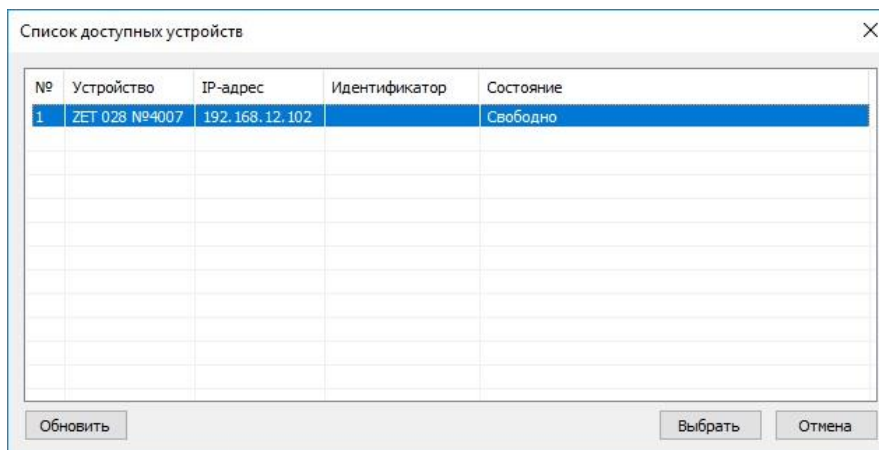 Список доступных устройств
№ Устройство IP-адрес Идентификатор Состояние
1 ZET 028 №4007 192.168.12.102 Свободно
Обновить Выбрать Отмена